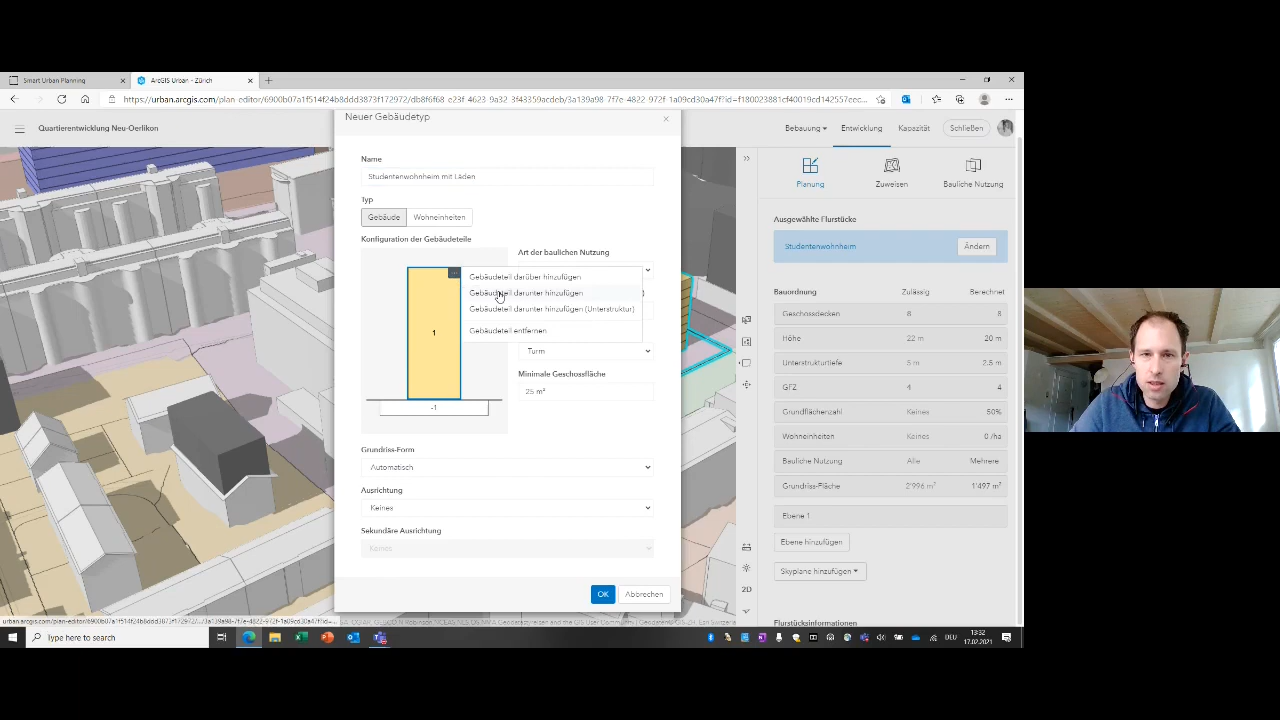 Smart Urban Planning
ArcGIS Urban - Zürich
Quartierentwicklung Neu-Oerlikon
Bebauung
Entwicklung
Kapazität
Schließen
Neuer Gebäudetyp
Name
Studentenwohnheim mit Läden
Typ
Gebäude
Wohneinheiten
Konfiguration der Gebäudeteile
Art der baulichen Nutzung
Gebäudeteil darüber hinzufügen
Gebäudeteil darunter hinzufügen
Gebäudeteil darunter hinzufügen (Unterstruktur)
Gebäudeteil entfernen
1
-1
Turm
Minimale Geschossfläche
25 m²
Grundriss-Form
Automatisch
Ausrichtung
Keines
Sekundäre Ausrichtung
Keines
OK
Abbrechen
Planung
Zuweisen
Bauliche Nutzung
Ausgewählte Flurstücke
Studentenwohnheim
Ändern
Bauordnung Zulässig Berechnet
Geschossdecken 8 8
Höhe 22 m 20 m
Unterstrukturtiefe 5 m 2.5 m
GFZ 4 4
Grundflächenzahl Keines 50%
Wohneinheiten Keines 0 /ha
Bauliche Nutzung Alle Mehrere
Grundriss-Fläche 2'996 m² 1'497 m²
Ebene 1
Ebene hinzufügen
Skyplane hinzufügen
2D
Flurstücksinformationen
Type here to search
DEU
13:32
17.02.2021